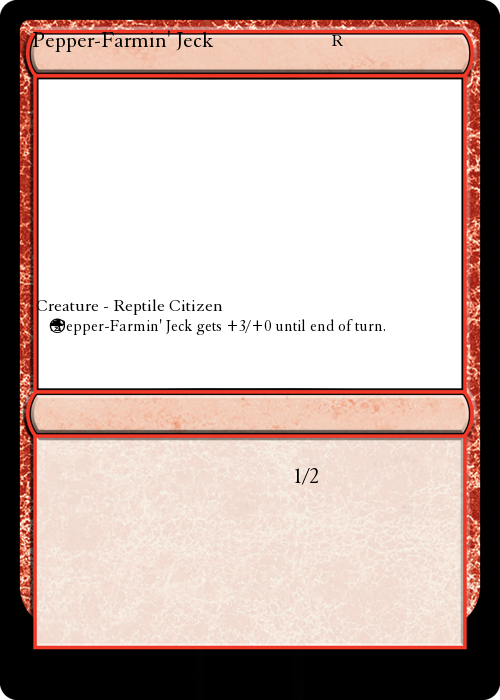 Pepper-Farmin' Jeck R
Creature - Reptile Citizen
epper-Farmin' Jeck gets +3/+0 until end of turn.
1/2